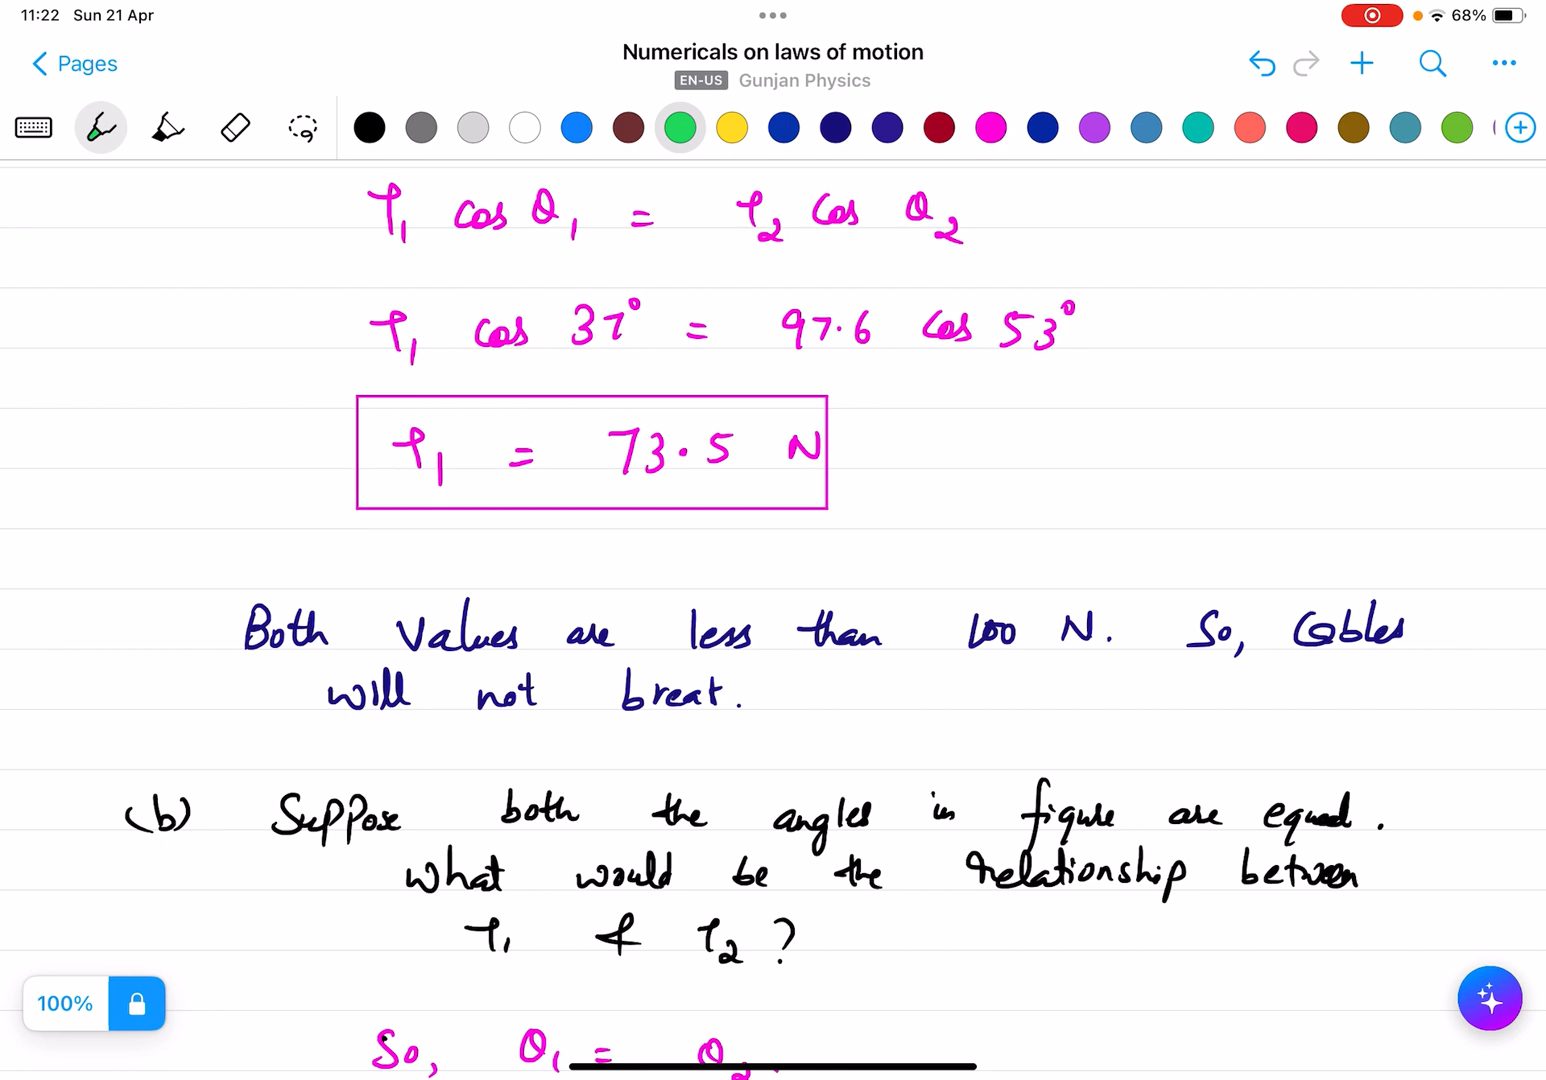 11:22 Sun 21 Apr
68%
Pages
Numericals on laws of motion
EN-US Gunjan Physics
T₁ cos θ₁ = T₂ cos θ₂
T₁ cos 37° = 97.6 cos 53°
T₁ = 73.5 N
Both values are less than 100 N. So, Cables
will not break.
(b) Suppose both the angles in figure are equal.
what would be the relationship between
T₁ & T₂ ?
100%
So, θ₁ = θ₂